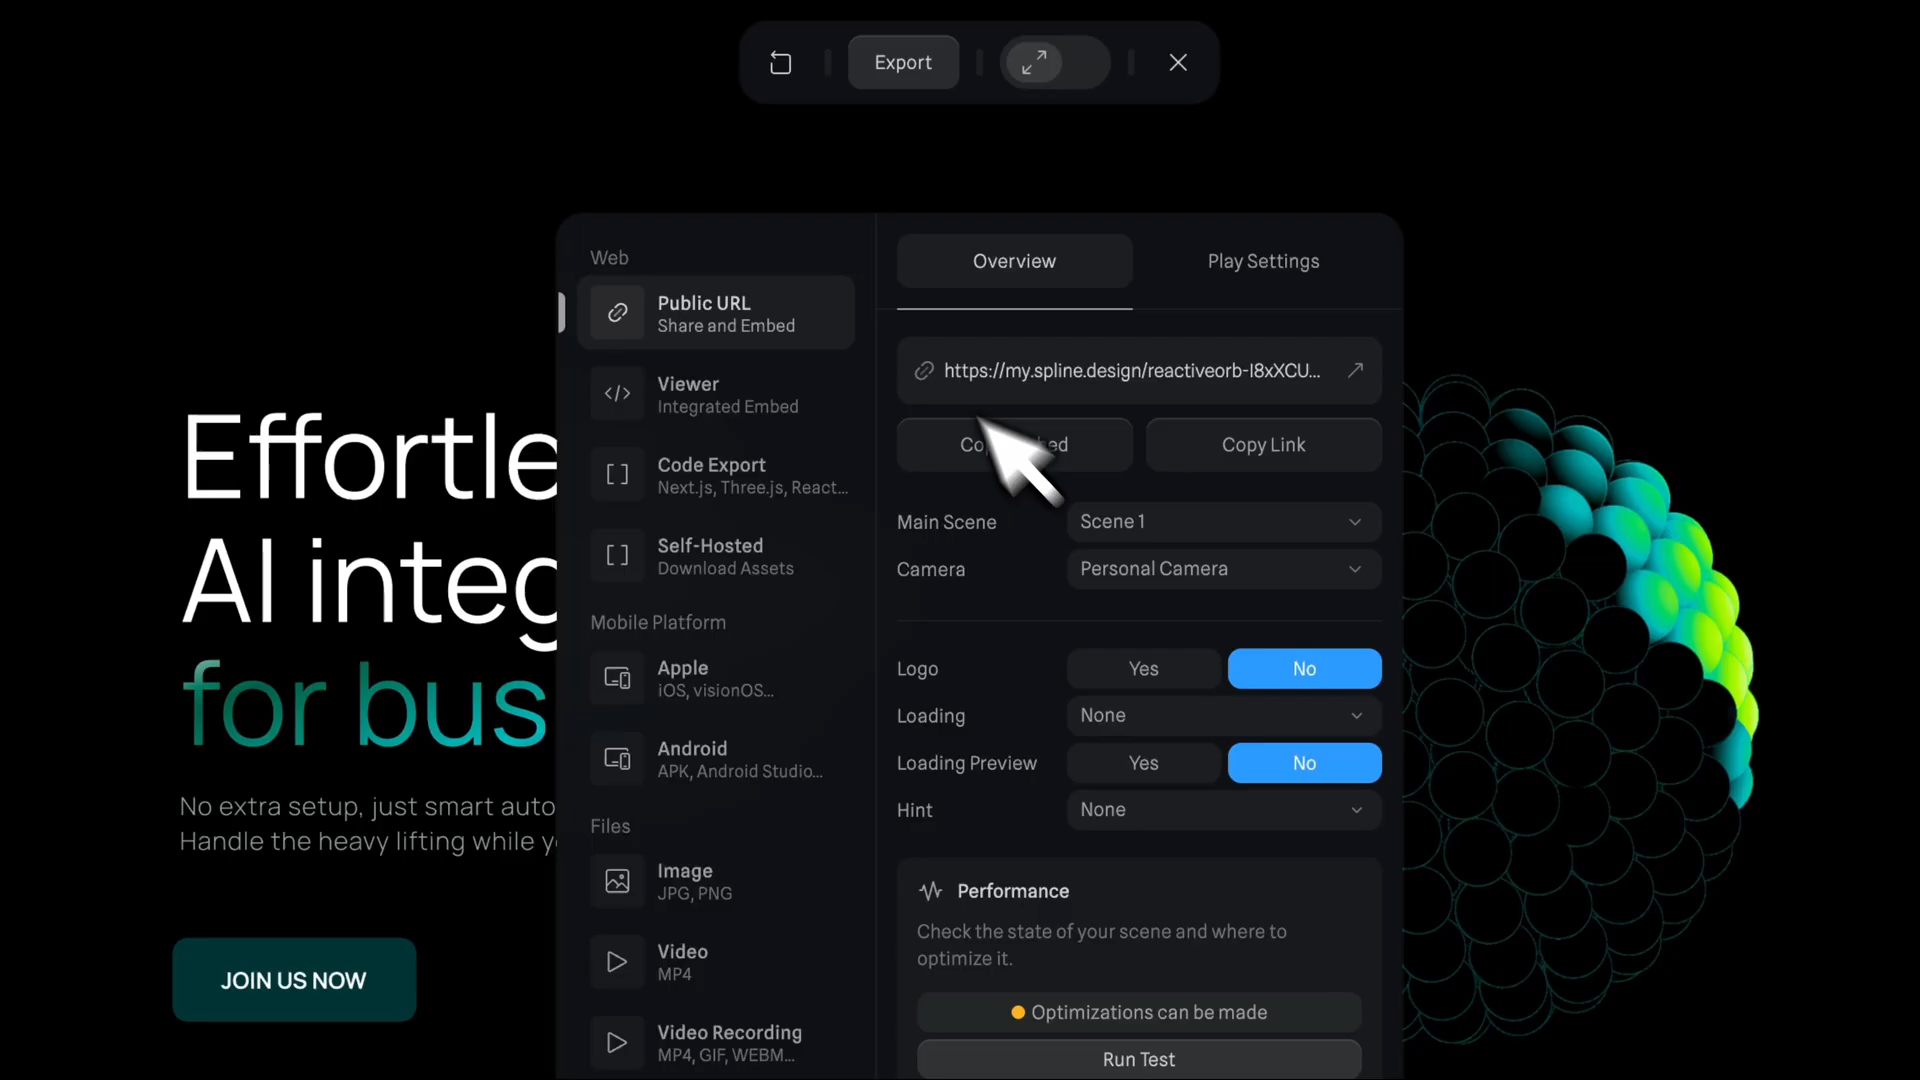 Export
Web
Public URL
Share and Embed
Viewer
Integrated Embed
Code Export
Next.js, Three.js, React...
Self-Hosted
Download Assets
Mobile Platform
Apple
iOS, visionOS...
Android
APK, Android Studio...
Files
Image
JPG, PNG
Video
MP4
Video Recording
MP4, GIF, WEBM...
Overview
Play Settings
https://my.spline.design/reactiveorb-I8xXCU...
Copy Link
Main Scene
Scene 1
Camera
Personal Camera
Logo
Yes
No
Loading
None
Loading Preview
Yes
No
Hint
None
Performance
Check the state of your scene and where to
optimize it.
Optimizations can be made
Run Test
Effortle
AI integ
for bus
No extra setup, just smart auto
Handle the heavy lifting while y
JOIN US NOW